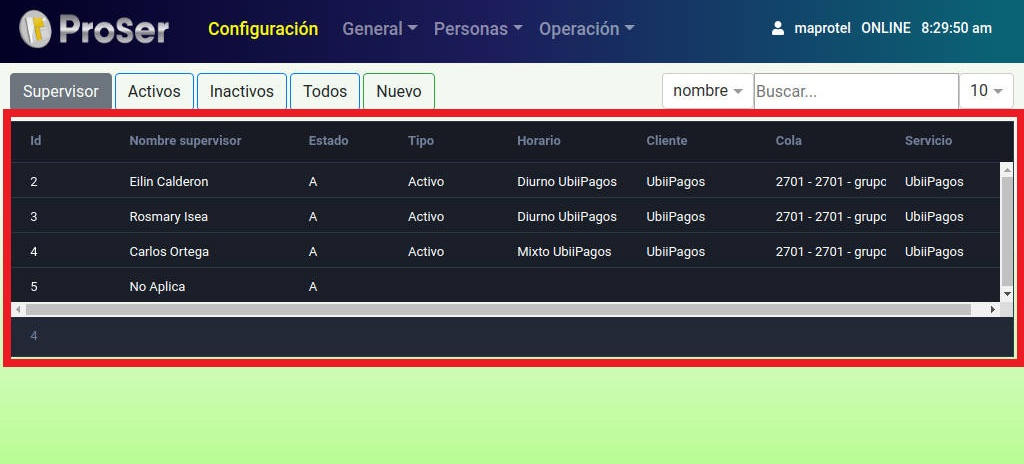 ProSer Configuración General Personas Operación maprotel ONLINE 8:29:50 am
Supervisor Activos Inactivos Todos Nuevo nombre Buscar... 10
Id Nombre supervisor Estado Tipo Horario Cliente Cola Servicio
2 Eilin Calderon A Activo Diurno UbiiPagos UbiiPagos 2701 - 2701 - grupo UbiiPagos
3 Rosmary Isea A Activo Diurno UbiiPagos UbiiPagos 2701 - 2701 - grupo UbiiPagos
4 Carlos Ortega A Activo Mixto UbiiPagos UbiiPagos 2701 - 2701 - grupo UbiiPagos
5 No Aplica A
4